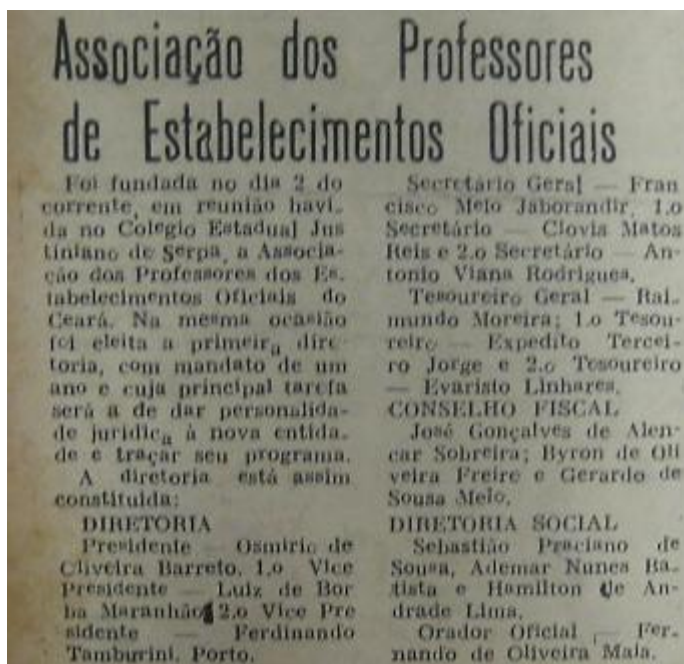 Associação dos Professores
de Estabelecimentos Oficiais
Foi fundada no dia 2 do
corrente, em reunião havi-
da no Colegio Estadual Jus
tiniano de Serpa, a Associa-
ção dos Professores dos Es-
tabelecimentos Oficiais do
Ceará. Na mesma ocasião
foi eleita a primeira dire
toria, com mandato de um
ano e cuja principal tarefa
será a de dar personalida-
de juridica à nova entida-
de e traçar seu programa.
A diretoria está assim
constituida:
DIRETORIA
Presidente — Osmirio de
Oliveira Barreto, 1.o Vice
Presidente — Luiz de Bor
ba Maranhão, 2.o Vice Pre
sidente — Ferdinando
Tamburini. Porto.
Secretário Geral — Fran
cisco Melo Jaborandir, 1.o
Secretário — Clovis Matos
Reis e 2.o Secretário — An-
tonio Viana Rodrigues.
Tesoureiro Geral — Rai-
mundo Moreira; 1.o Tesou-
reiro — Expedito Tercei-
ro Jorge e 2.o Tesoureiro
— Evaristo Linhares.
CONSELHO FISCAL
José Gonçalves de Alen-
car Sobreira; Byron de Oli
veira Freire e Gerardo de
Sousa Melo.
DIRETORIA SOCIAL
Sebastião Praciano de
Sousa, Ademar Nunes Ba-
tista e Hamilton de An-
drade Lima.
Orador Oficial — Fer-
nando de Oliveira Maia.